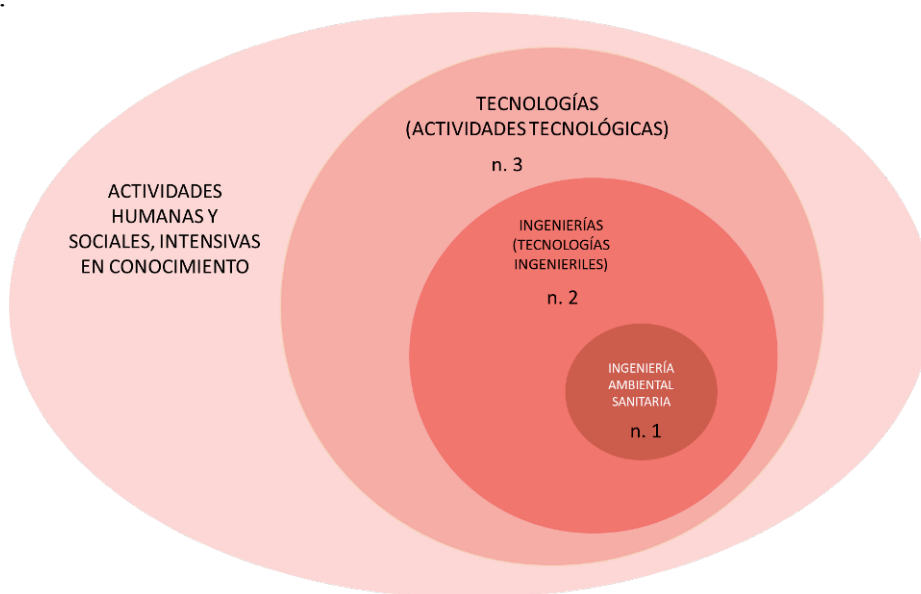 .
TECNOLOGÍAS
(ACTIVIDADES TECNOLÓGICAS)
n. 3
ACTIVIDADES
HUMANAS Y
SOCIALES, INTENSIVAS
EN CONOCIMIENTO
INGENIERÍAS
(TECNOLOGÍAS
INGENIERILES)
n. 2
INGENIERÍA
AMBIENTAL
SANITARIA
n. 1